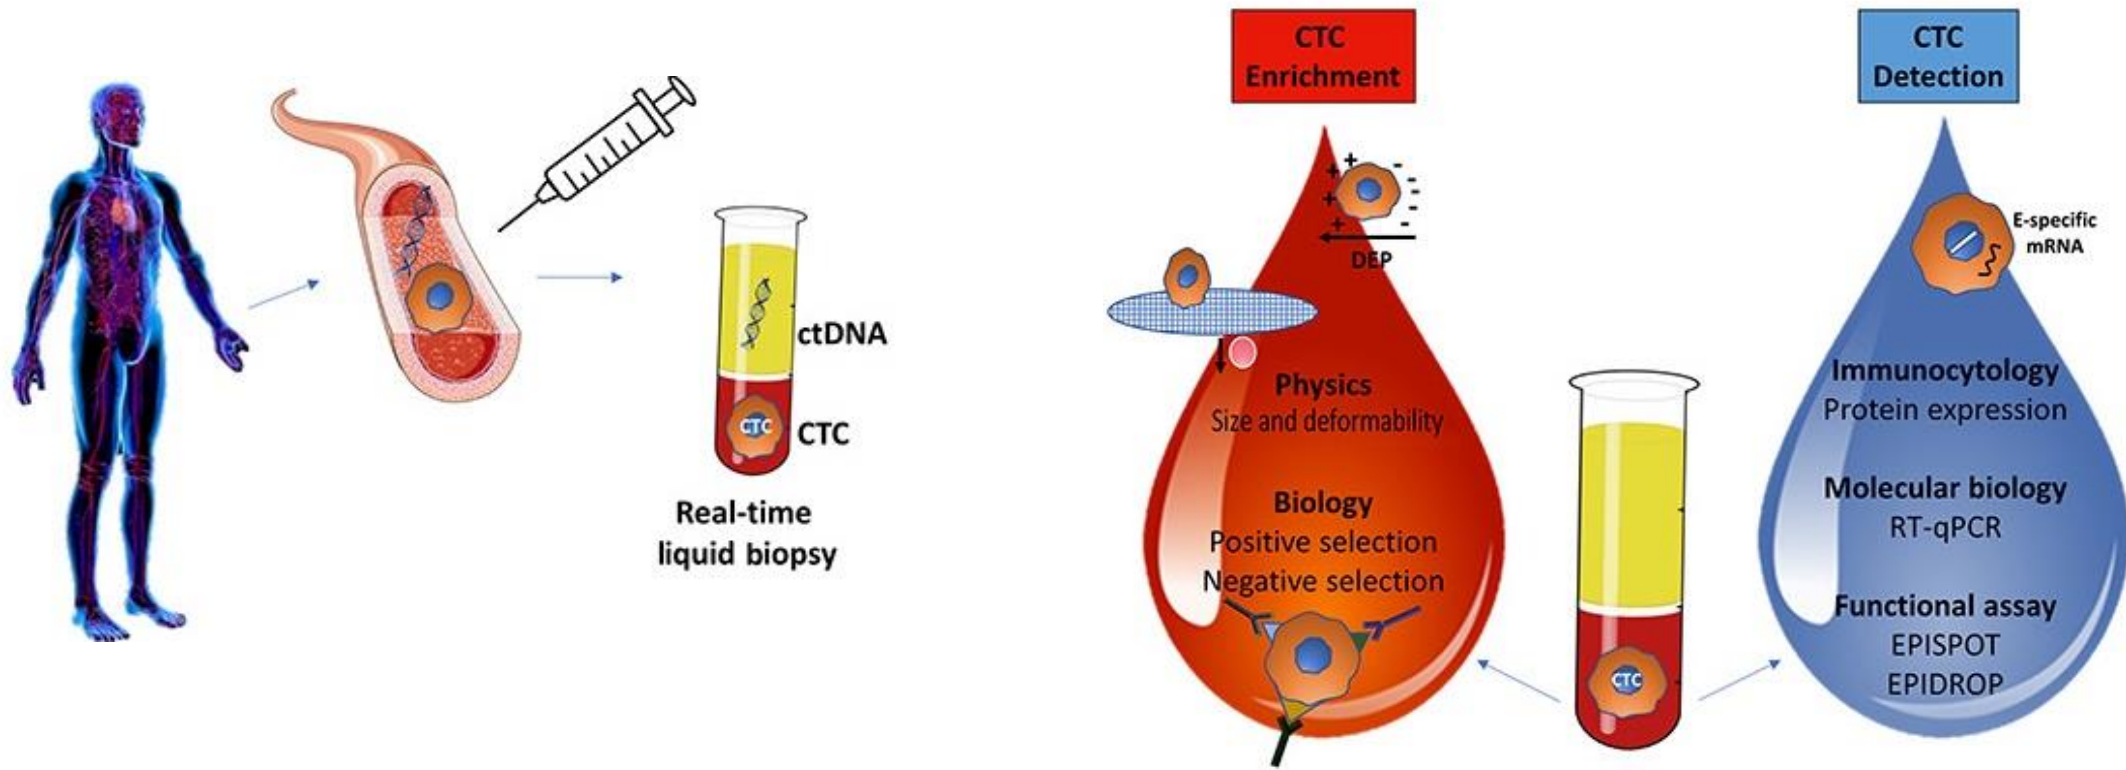 ctDNA
CTC
CTC
Real-time
liquid biopsy
CTC
Enrichment
+ + + + - - - - - -
DEP
Physics
Size and deformability
Biology
Positive selection
Negative selection
CTC
CTC
Detection
E-specific
mRNA
Immunocytology
Protein expression
Molecular biology
RT-qPCR
Functional assay
EPISPOT
EPIDROP